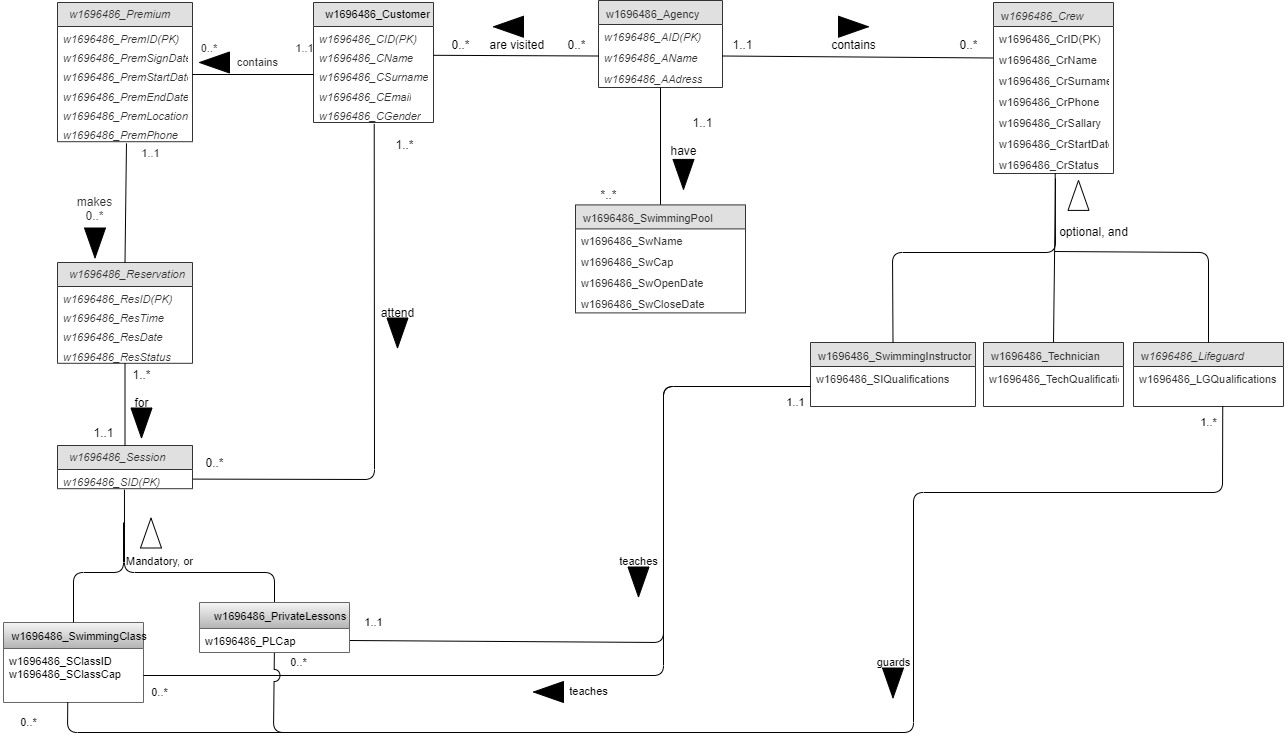 w1696486_Premium
w1696486_PremID(PK)
w1696486_PremSignDate
w1696486_PremStartDat
w1696486_PremEndDate
w1696486_PremLocation
w1696486_PremPhone
0..*
1..1
contains
w1696486_Customer
w1696486_CID(PK)
w1696486_CName
w1696486_CSurname
w1696486_CEmail
w1696486_CGender
0..*
are visited
0..*
w1696486_Agency
w1696486_AID(PK)
w1696486_AName
w1696486_AAdress
1..1
contains
0..*
w1696486_Crew
w1696486_CrID(PK)
w1696486_CrName
w1696486_CrSurname
w1696486_CrPhone
w1696486_CrSallary
w1696486_CrStartDat
w1696486_CrStatus
1..1
makes
0..*
1..*
1..1
have
*..*
w1696486_SwimmingPool
w1696486_SwName
w1696486_SwCap
w1696486_SwOpenDate
w1696486_SwCloseDate
optional, and
w1696486_Reservation
w1696486_ResID(PK)
w1696486_ResTime
w1696486_ResDate
w1696486_ResStatus
attend
w1696486_SwimmingInstructor
w1696486_SIQualifications
w1696486_Technician
w1696486_TechQualificati
w1696486_Lifeguard
w1696486_LGQualifications
1..*
for
1..1
1..1
1..*
w1696486_Session
w1696486_SID(PK)
0..*
Mandatory, or
teaches
w1696486_SwimmingClass
w1696486_SClassID
w1696486_SClassCap
w1696486_PrivateLessons
w1696486_PLCap
1..1
0..*
0..*
0..*
teaches
guards